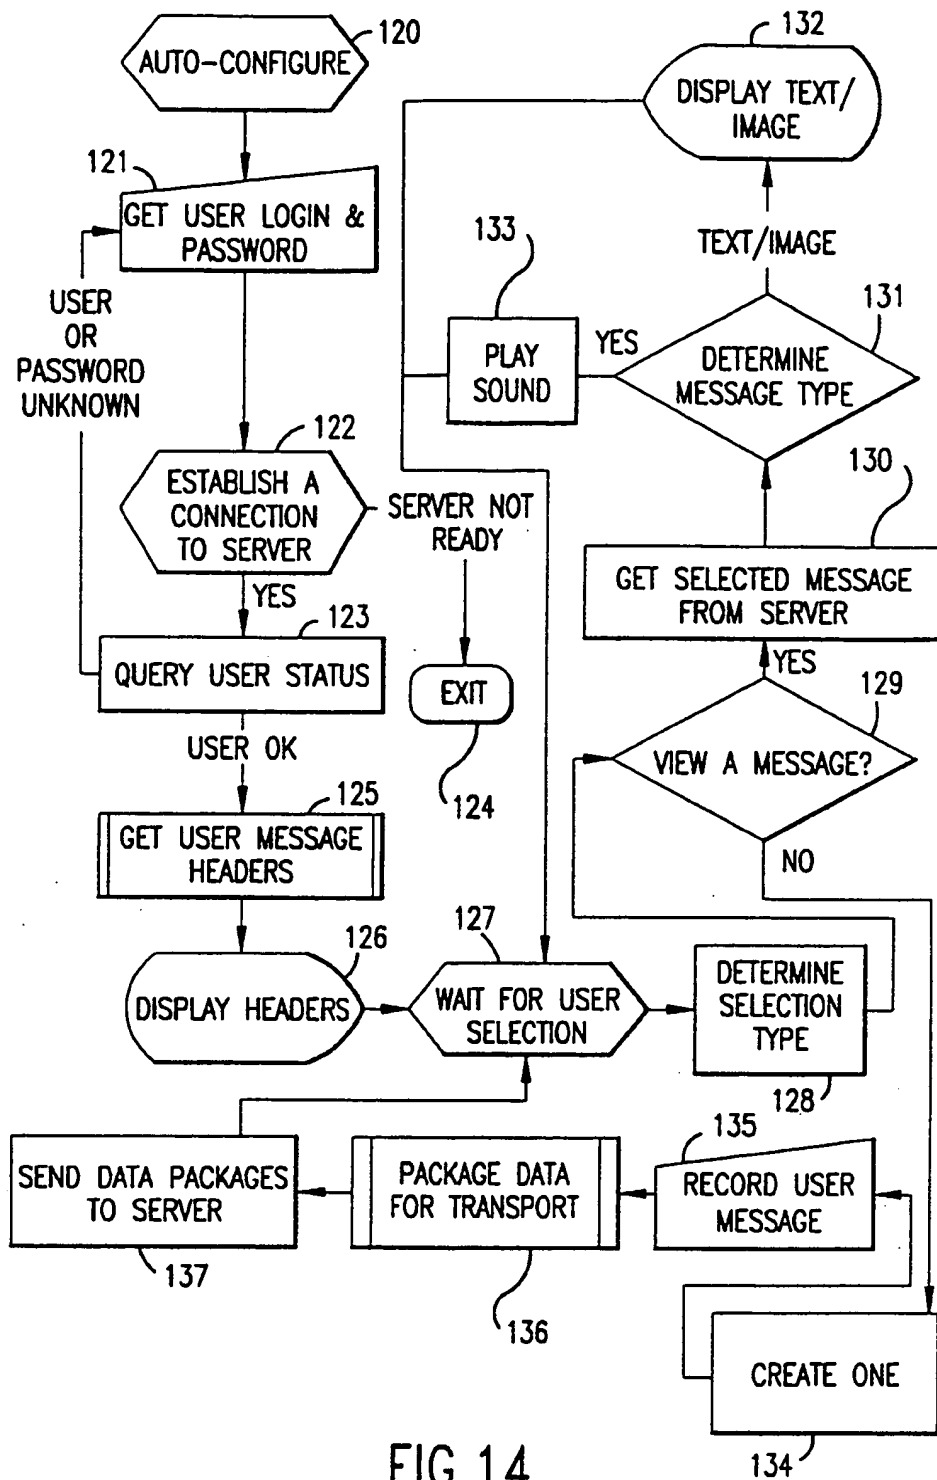 120
AUTO-CONFIGURE
121
GET USER LOGIN &
PASSWORD
USER
OR
PASSWORD
UNKNOWN
122
ESTABLISH A
CONNECTION
TO SERVER
SERVER NOT
READY
YES
123
QUERY USER STATUS
EXIT
124
USER OK
125
GET USER MESSAGE
HEADERS
126
DISPLAY HEADERS
127
WAIT FOR USER
SELECTION
DETERMINE
SELECTION
TYPE
128
129
VIEW A MESSAGE?
YES
NO
130
GET SELECTED MESSAGE
FROM SERVER
131
DETERMINE
MESSAGE TYPE
TEXT/IMAGE
132
DISPLAY TEXT/
IMAGE
YES
133
PLAY
SOUND
CREATE ONE
134
135
RECORD USER
MESSAGE
PACKAGE DATA
FOR TRANSPORT
136
SEND DATA PACKAGES
TO SERVER
137
FIG.14